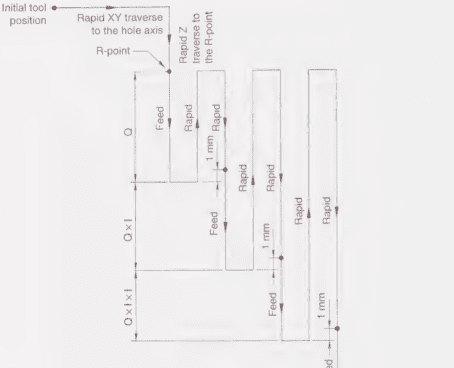 Initial tool
position
Rapid XY traverse
to the hole axis
Rapid Z
traverse to
the R-point
R-point
Q
Feed
Rapid
Rapid
1 mm
Q×I
Feed
Rapid
Rapid
1 mm
Q×I×I
Feed
Rapid
Rapid
1 mm